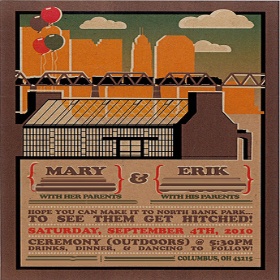 MARY & ERIK
WITH HER PARENTS WITH HIS PARENTS
HOPE YOU CAN MAKE IT TO NORTH BANK PARK...
TO SEE THEM GET HITCHED!
SATURDAY, SEPTEMBER 4TH, 2010
CEREMONY (OUTDOORS) @ 5:30PM
DRINKS, DINNER, & DANCING TO FOLLOW!
COLUMBUS, OH 43215